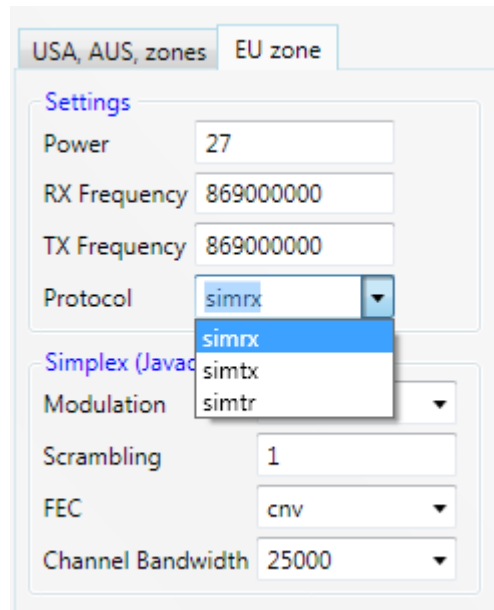 USA, AUS, zones EU zone
Settings
Power 27
RX Frequency 869000000
TX Frequency 869000000
Protocol simrx
simrx
simtx
simtr
Simplex (Javad
Modulation
Scrambling 1
FEC cnv
Channel Bandwidth 25000